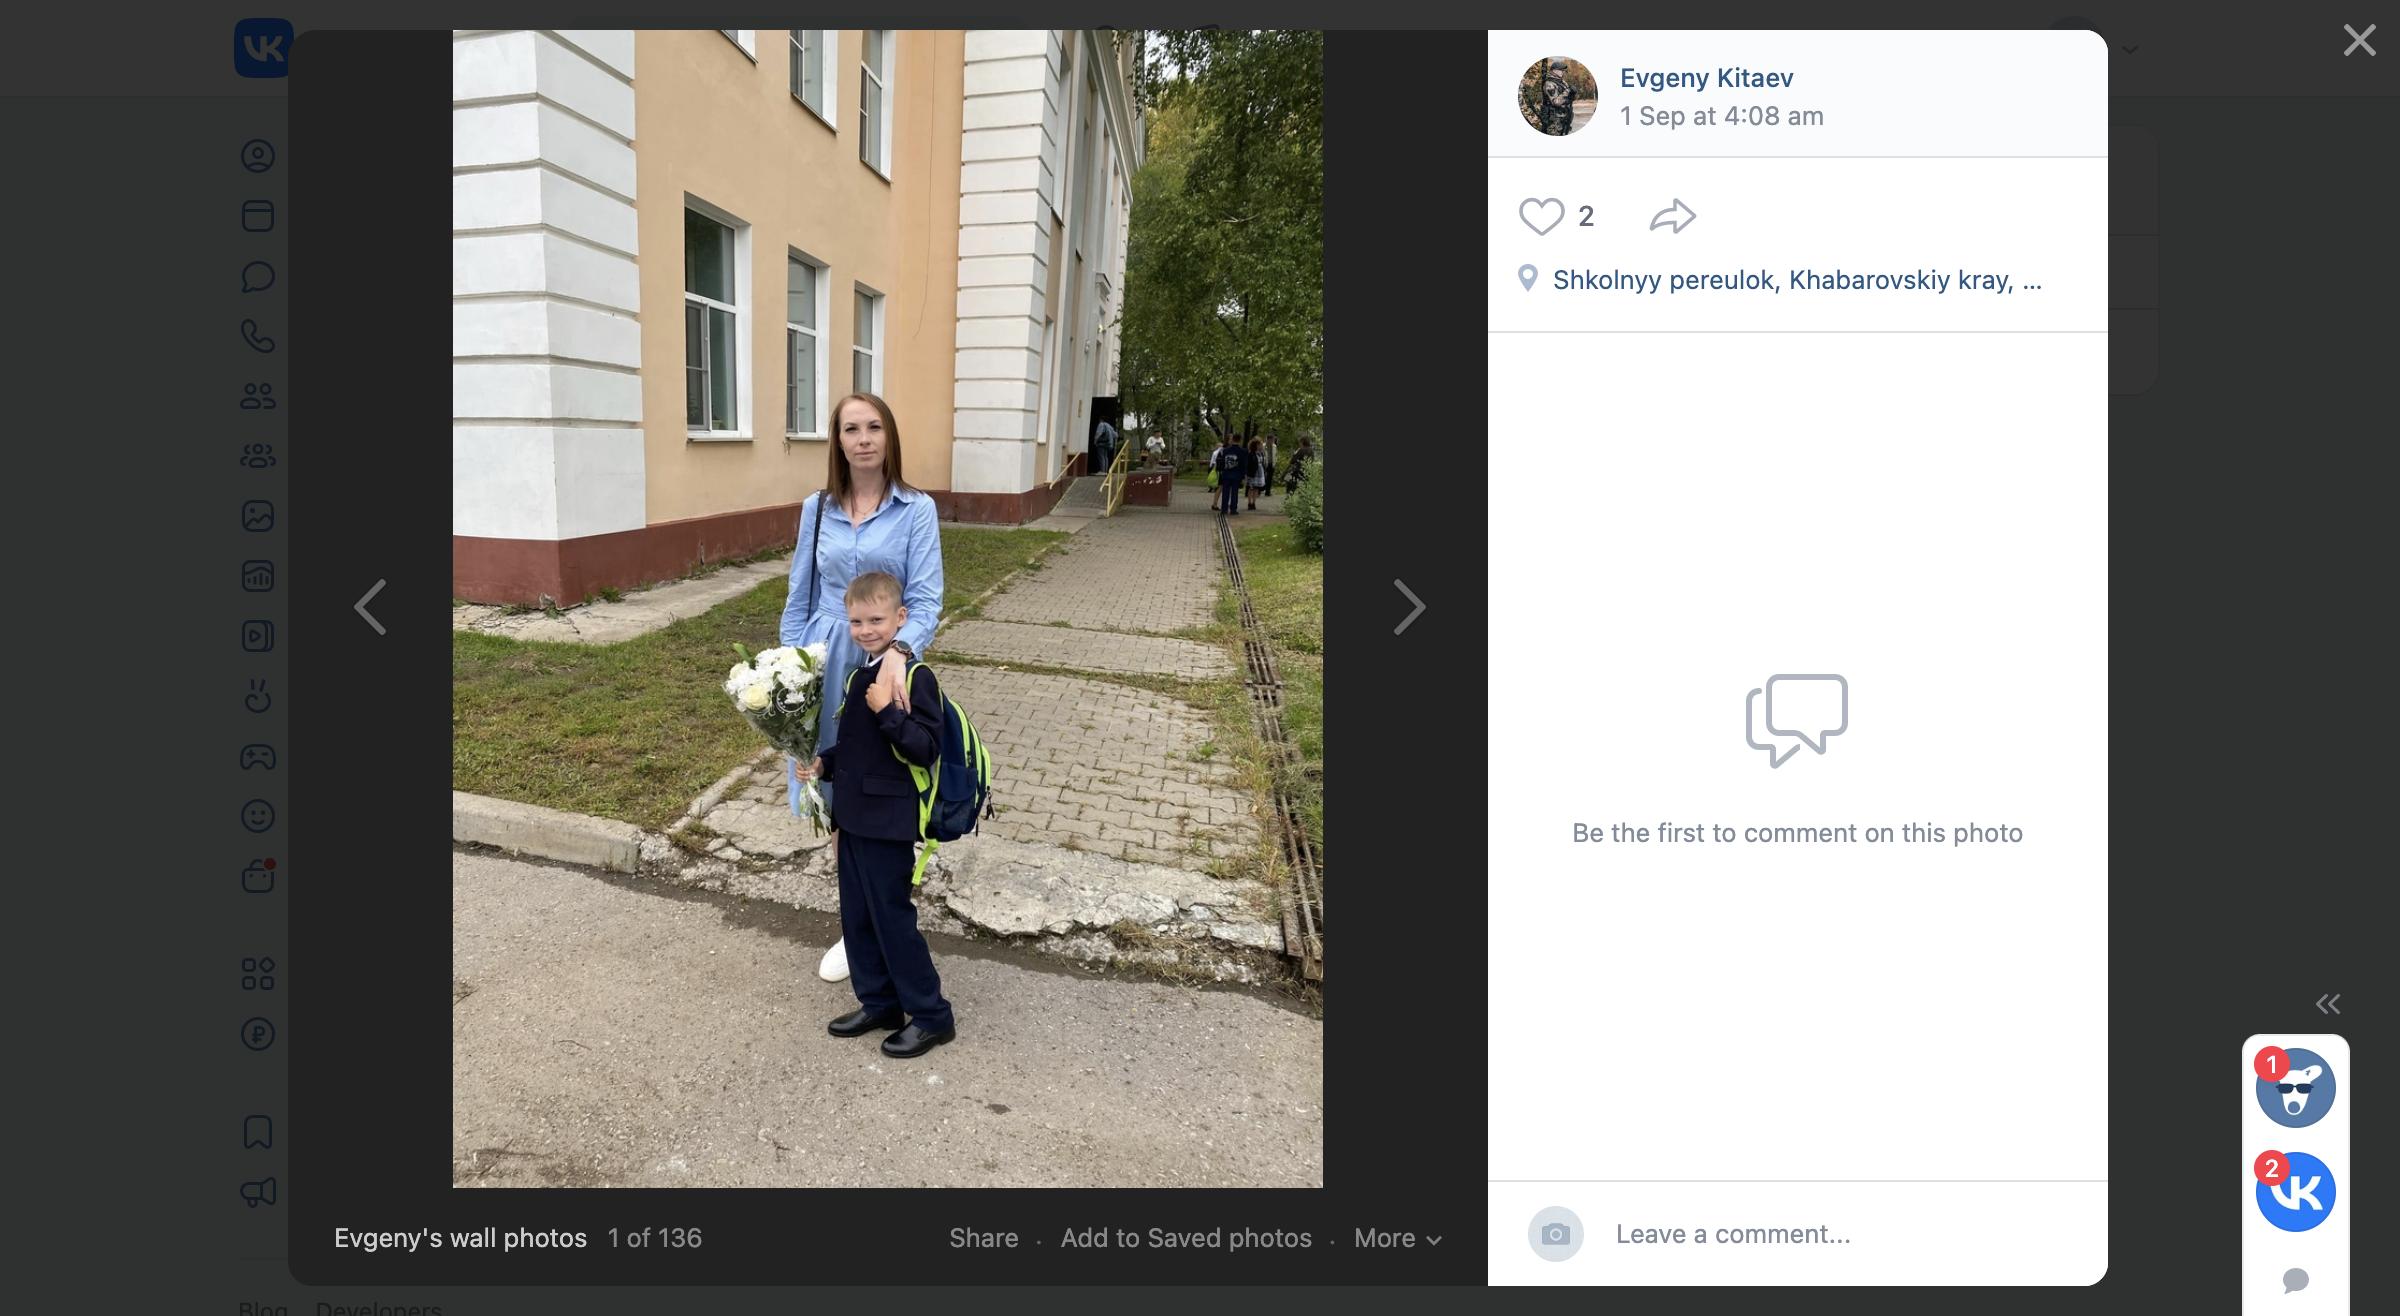 VK
Evgeny Kitaev
1 Sep at 4:08 am
2
Shkolnyy pereulok, Khabarovskiy kray, ...
Be the first to comment on this photo
Evgeny's wall photos 1 of 136
Share · Add to Saved photos · More
Leave a comment...
1
2
VK
Blog Developers